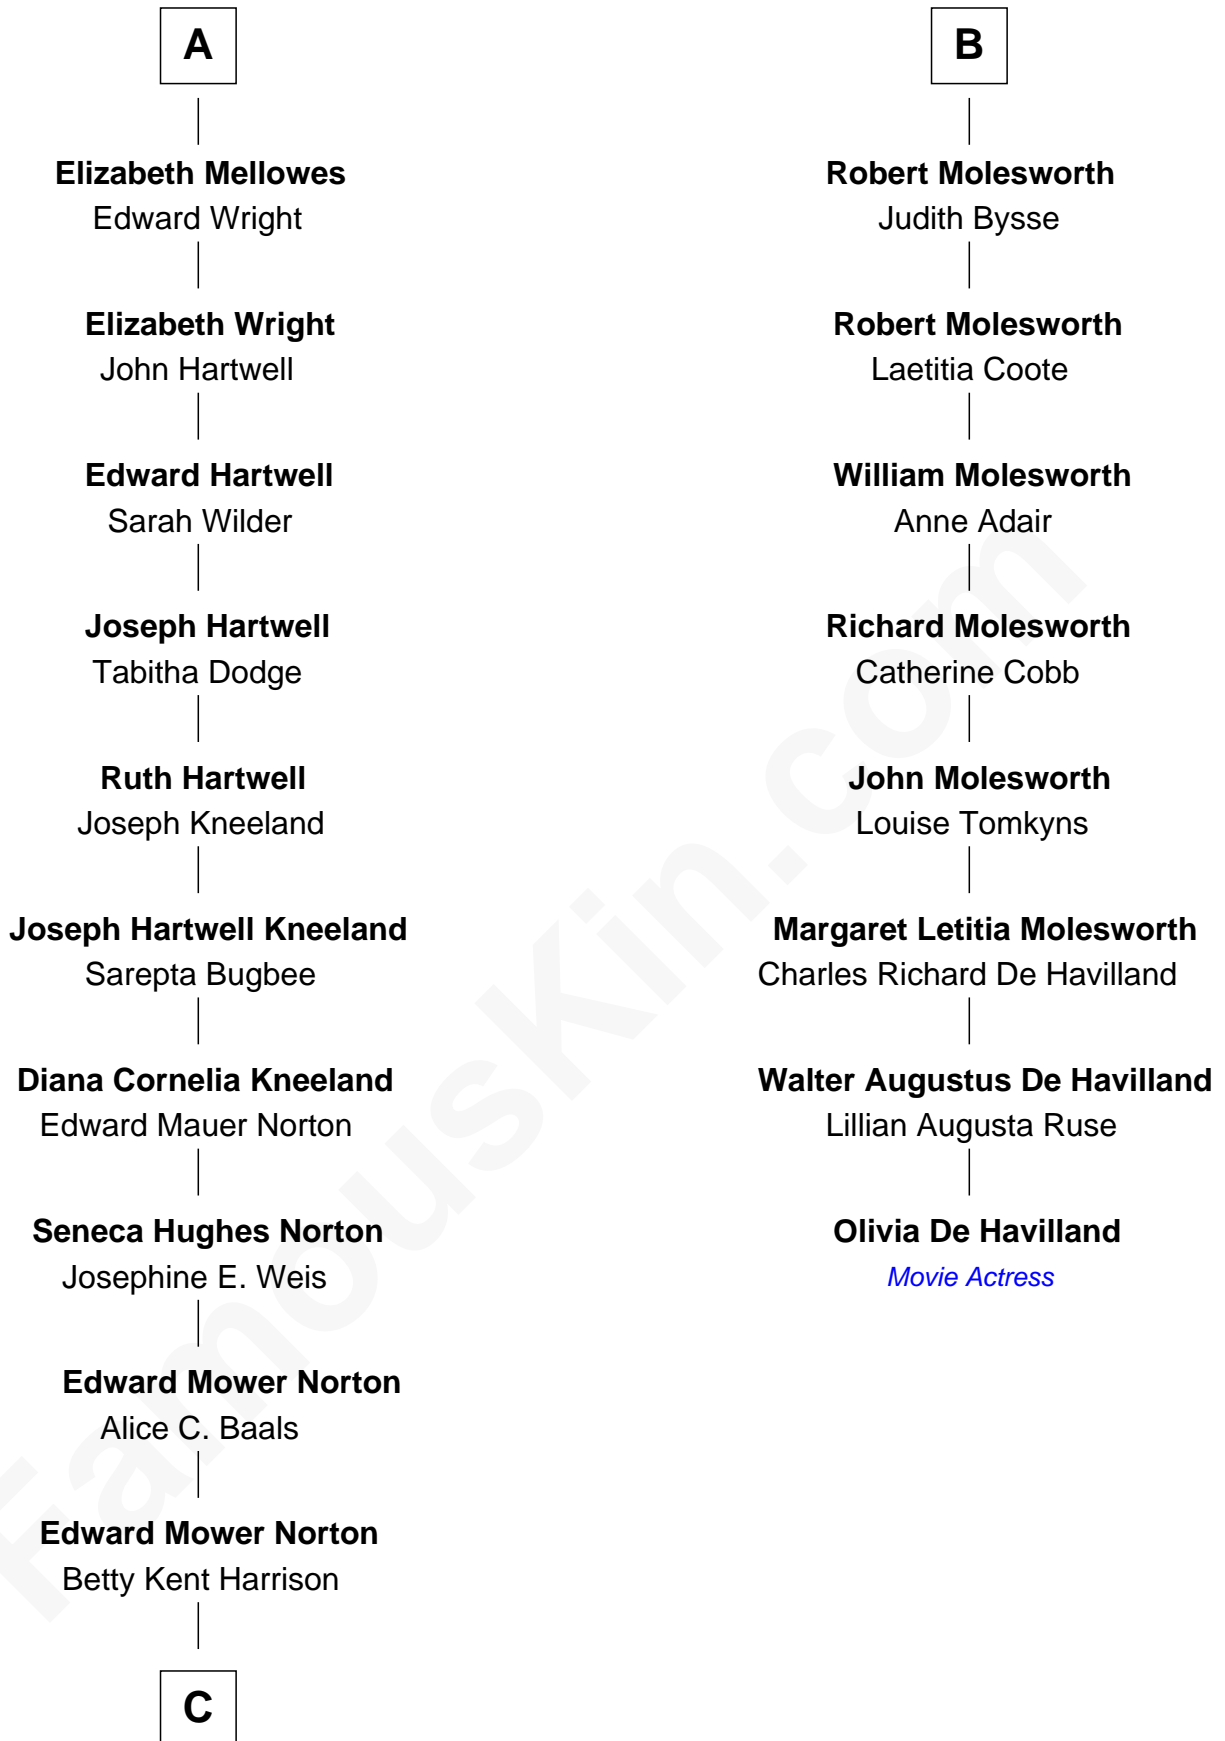 A
Elizabeth Mellowes
Edward Wright
Elizabeth Wright
John Hartwell
Edward Hartwell
Sarah Wilder
Joseph Hartwell
Tabitha Dodge
Ruth Hartwell
Joseph Kneeland
Joseph Hartwell Kneeland
Sarepta Bugbee
Diana Cornelia Kneeland
Edward Mauer Norton
Seneca Hughes Norton
Josephine E. Weis
Edward Mower Norton
Alice C. Baals
Edward Mower Norton
Betty Kent Harrison
C
B
Robert Molesworth
Judith Bysse
Robert Molesworth
Laetitia Coote
William Molesworth
Anne Adair
Richard Molesworth
Catherine Cobb
John Molesworth
Louise Tomkyns
Margaret Letitia Molesworth
Charles Richard De Havilland
Walter Augustus De Havilland
Lillian Augusta Ruse
Olivia De Havilland
Movie Actress
FamousKin.com